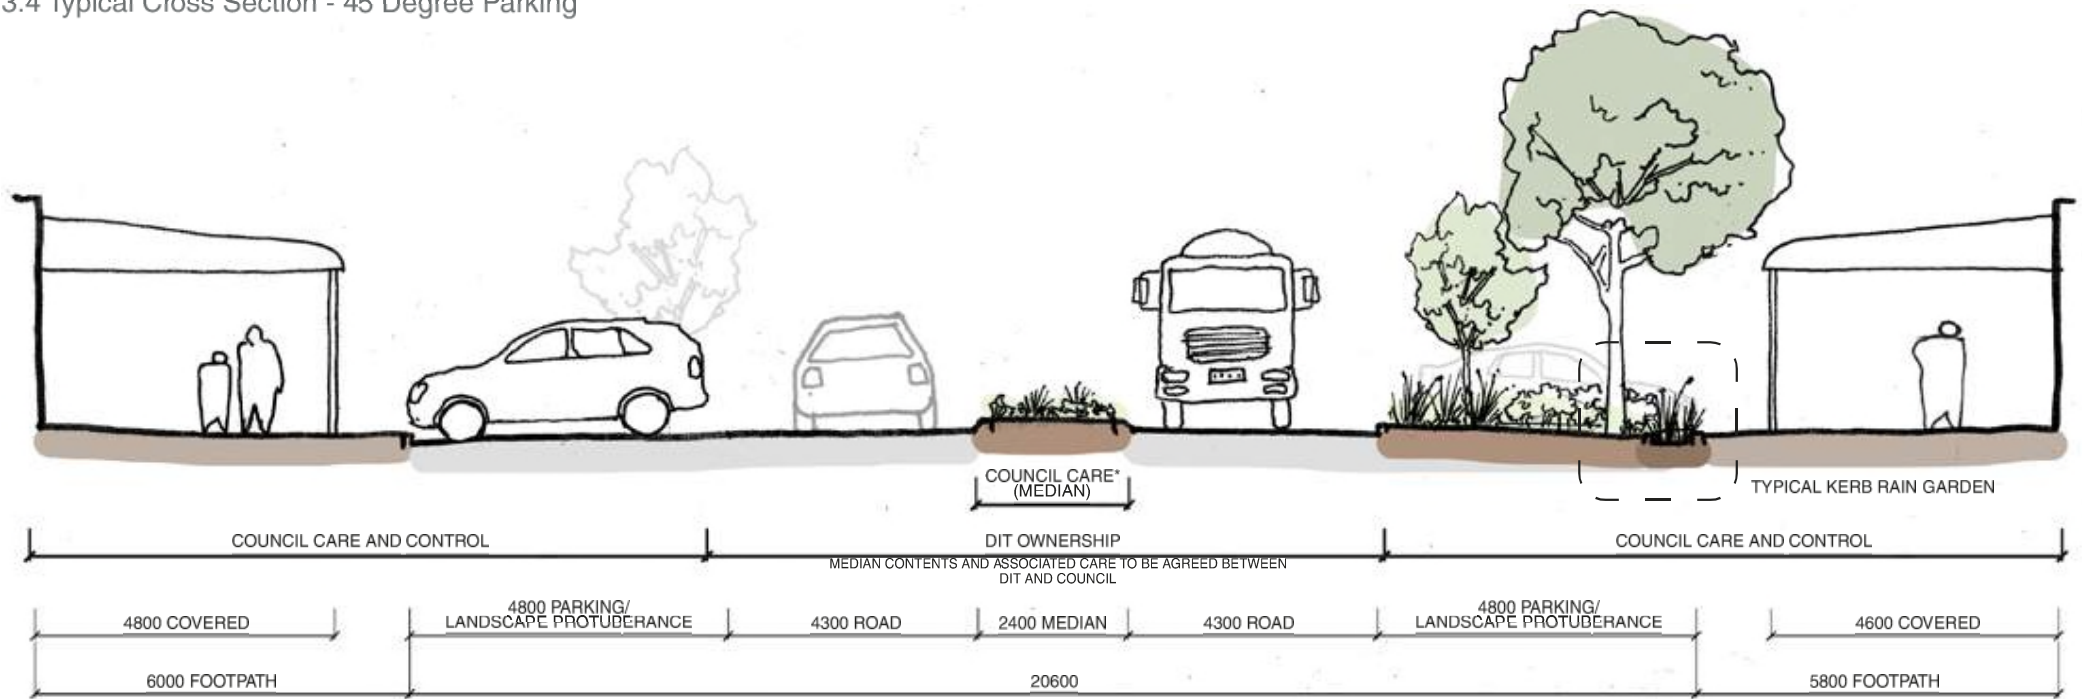 3.4 Typical Cross Section - 45 Degree Parking
COUNCIL CARE*
(MEDIAN)
TYPICAL KERB RAIN GARDEN
COUNCIL CARE AND CONTROL
DIT OWNERSHIP
COUNCIL CARE AND CONTROL
MEDIAN CONTENTS AND ASSOCIATED CARE TO BE AGREED BETWEEN
DIT AND COUNCIL
4800 COVERED
4800 PARKING/
LANDSCAPE PROTUBERANCE
4300 ROAD
2400 MEDIAN
4300 ROAD
4800 PARKING/
LANDSCAPE PROTUBERANCE
4600 COVERED
6000 FOOTPATH
20600
5800 FOOTPATH